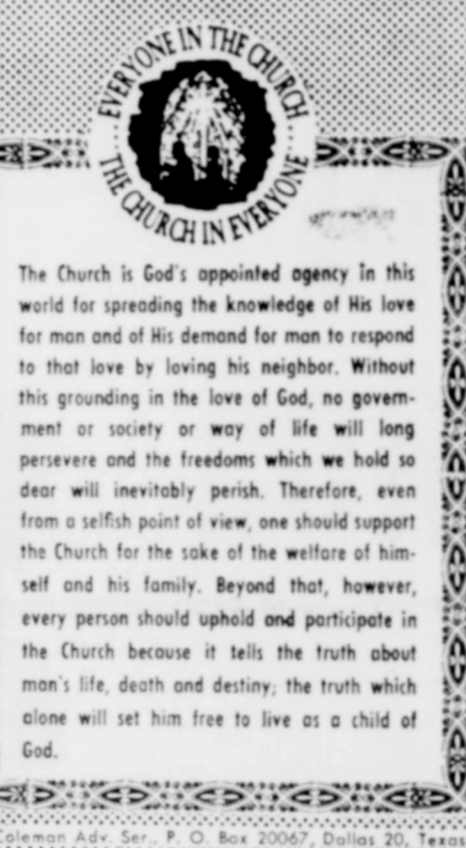 EVERYONE IN THE CHURCH
THE CHURCH IN EVERYONE
The Church is God's appointed agency in this
world for spreading the knowledge of His love
for man and of His demand for man to respond
to that love by loving his neighbor. Without
this grounding in the love of God, no govern-
ment or society or way of life will long
persevere and the freedoms which we hold so
dear will inevitably perish. Therefore, even
from a selfish point of view, one should support
the Church for the sake of the welfare of him-
self and his family. Beyond that, however,
every person should uphold and participate in
the Church because it tells the truth about
man's life, death and destiny; the truth which
alone will set him free to live as a child of
God.
Coleman Adv. Ser., P. O. Box 20067, Dallas 20, Texas